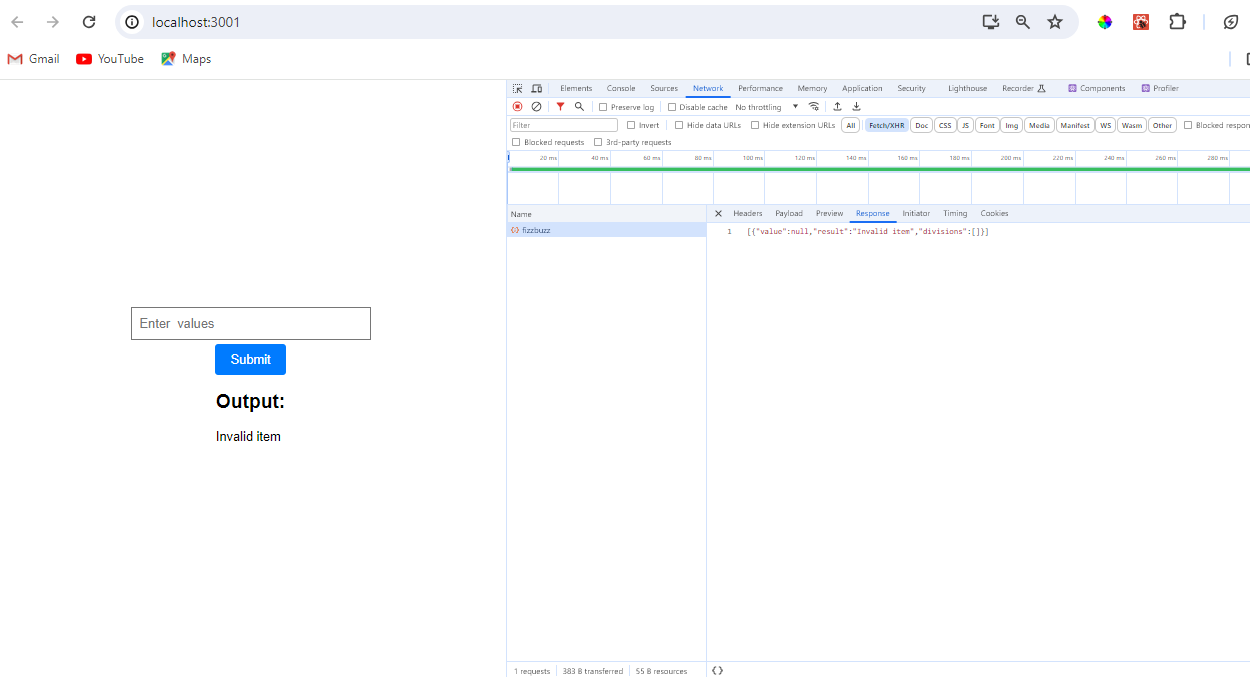 localhost:3001
Gmail YouTube Maps
Elements Console Sources Network Performance Memory Application Security Lighthouse Recorder Components Profiler
Preserve log Disable cache No throttling
Filter Invert Hide data URLs Hide extension URLs All Fetch/XHR Doc CSS JS Font Img Media Manifest WS Wasm Other Blocked respon
Blocked requests 3rd-party requests
20 ms 40 ms 60 ms 80 ms 100 ms 120 ms 140 ms 160 ms 180 ms 200 ms 220 ms 240 ms 260 ms 280 ms
Name
Headers Payload Preview Response Initiator Timing Cookies
fizzbuzz
1 [{"value":null,"result":"Invalid item","divisions":[]}]
Enter  values
Submit
Output:
Invalid item
1 requests 383 B transferred 55 B resources {}